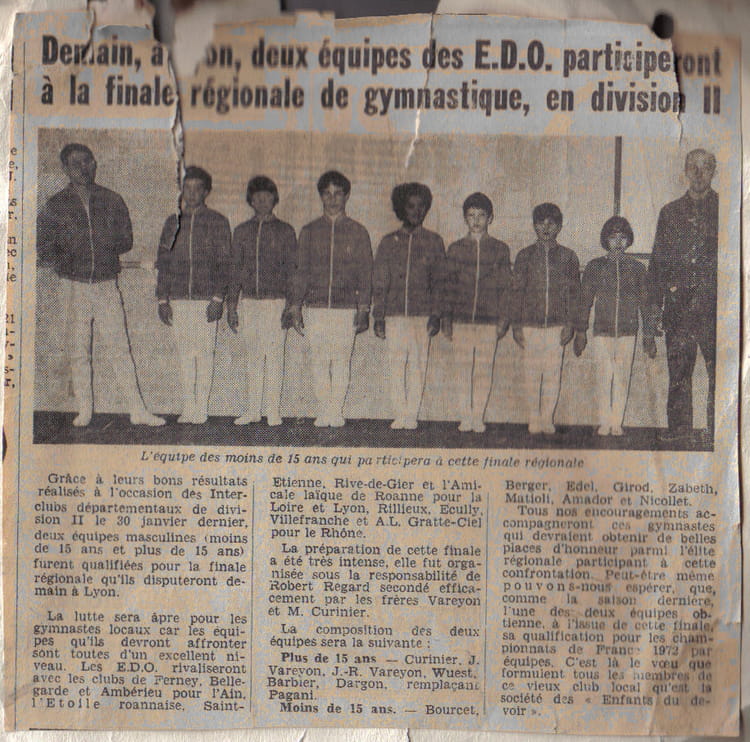 Demain, à on, deux équipes des E.D.O. participeront
à la finale régionale de gymnastique, en division II
L'équipe des moins de 15 ans qui participera à cette finale régionale
Grâce à leurs bons résultats
réalisés à l'occasion des Inter-
clubs départementaux de divi-
sion II le 30 janvier dernier,
deux équipes masculines (moins
de 15 ans et plus de 15 ans)
furent qualifiées pour la finale
régionale qu'ils disputeront de-
main à Lyon.
La lutte sera âpre pour les
gymnastes locaux car les équi-
pes qu'ils devront affronter
sont toutes d'un excellent ni-
veau. Les E.D.O. rivaliseront
avec les clubs de Ferney, Belle-
garde et Ambérieu pour l'Ain,
l'Etoile roannaise, Saint-
Etienne, Rive-de-Gier et l'Ami-
cale laïque de Roanne pour la
Loire et Lyon, Rillieux, Ecully,
Villefranche et A.L. Gratte-Ciel
pour le Rhône.
La préparation de cette finale
a été très intense, elle fut or-
ganisée sous la responsabilité de
Robert Regard secondé effica-
cement par les frères Vareyon
et M. Curinier.
La composition des deux
équipes sera la suivante :
Plus de 15 ans — Curinier, J.
Vareyon, J.-R. Vareyon, Wuest,
Barbier, Dargon, remplaçant
Pagani.
Moins de 15 ans. — Bourcet,
Berger, Edel, Girod, Zabeth,
Matioli, Amador et Nicollet.
Tous nos encouragements ac-
compagneront ces gymnastes
qui devraient obtenir de belles
places d'honneur parmi l'élite
régionale participant à cette
confrontation. Peut-être même
pouvons-nous espérer, que,
comme la saison dernière,
l'une des deux équipes ob-
tienne, à l'issue de cette finale,
sa qualification pour les cham-
pionnats de France 1972 par
équipes. C'est là le vœu que
formulent tous les membres de
ce vieux club local qu'est la
société des « Enfants du de-
voir ».